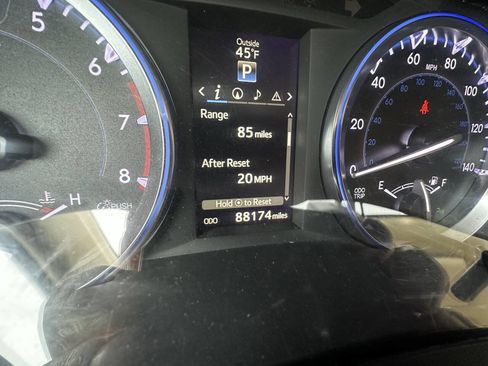 Outside
45°F
P
Range
85 miles
After Reset
20 MPH
Hold to Reset
ODO 88174 miles
5
6
7
8
H
PUSH
0
20
40
60
80
100
120
140
MPH
E
F
ODO
TRIP